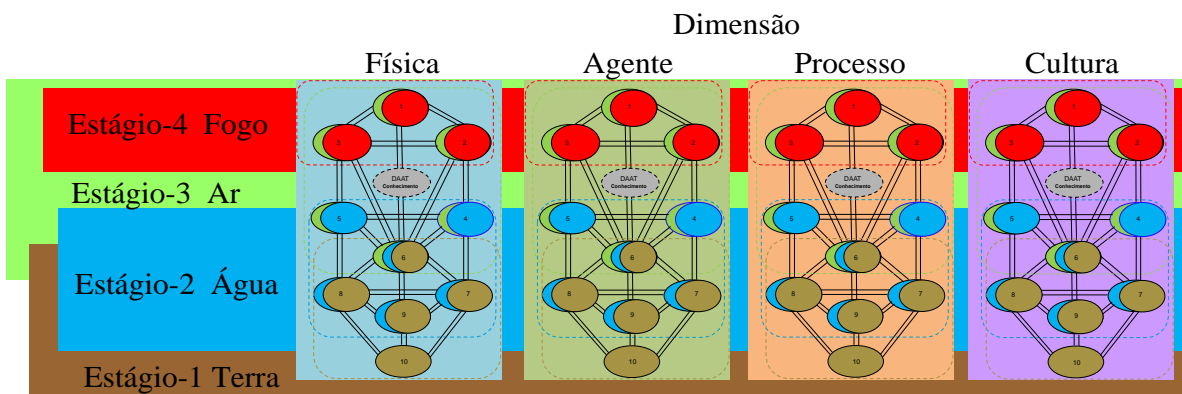 Dimensão
Física Agente Processo Cultura
Estágio-4 Fogo
Estágio-3 Ar
Estágio-2 Água
Estágio-1 Terra
1 1 1 1
3 2 3 2 3 2 3 2
DAAT DAAT DAAT DAAT
Conhecimento Conhecimento Conhecimento Conhecimento
5 4 5 4 5 4 5 4
6 6 6 6
8 7 8 7 8 7 8 7
9 9 9 9
10 10 10 10